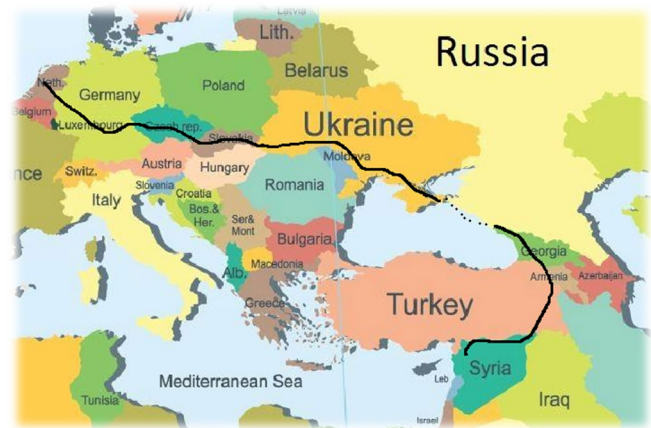 Latvia
Lith.
Russia
Belarus
Neth.
Poland
Germany
Belgium
Ukraine
Luxembourg
Czech rep.
Slovakia
Moldova
Austria
Hungary
nce
Switz.
Slovenia
Romania
Croatia
Italy
Bos.&
Her.
Ser&
Mont
Bulgaria
Georgia
Alb.
Macedonia
Armenia
Azerbaijan
Greece
Turkey
Syria
Mediterranean Sea
Leb
Tunisia
Iraq
Israel